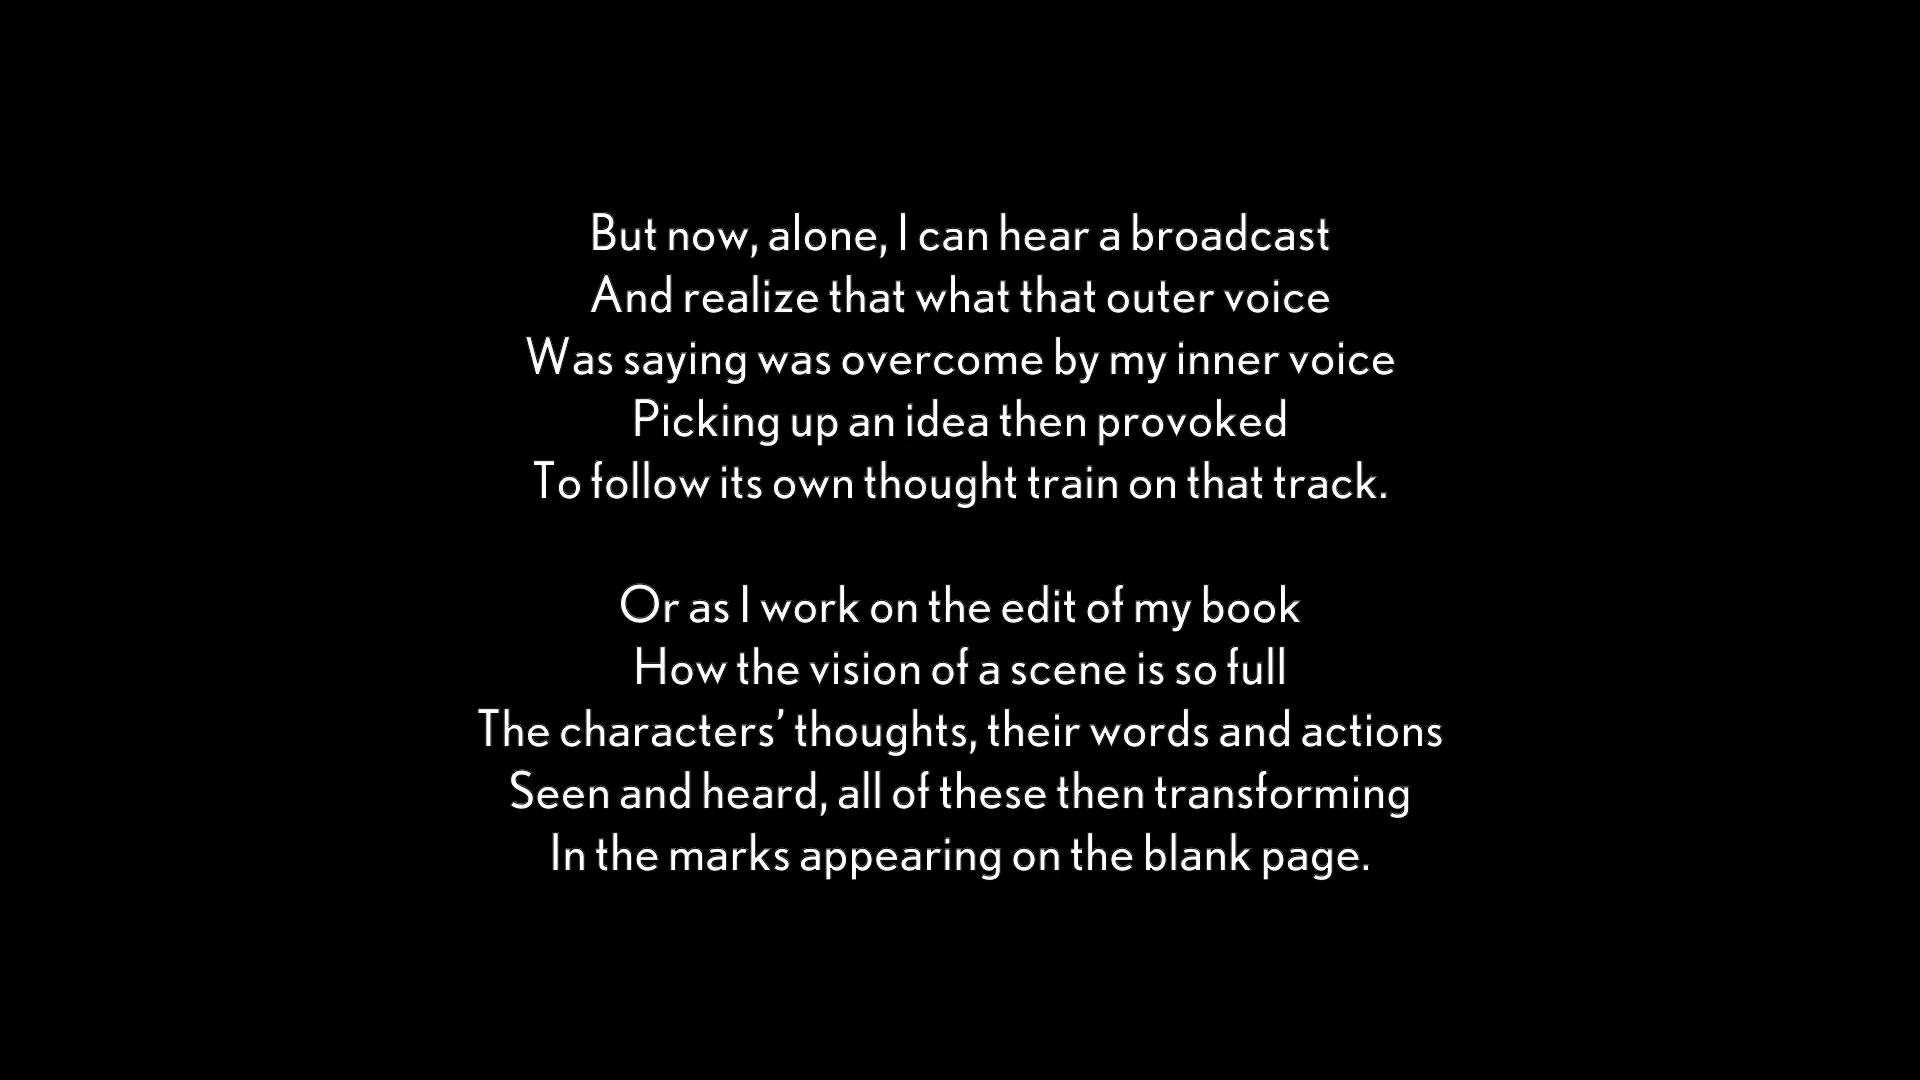 But now, alone, I can hear a broadcast
And realize that what that outer voice
Was saying was overcome by my inner voice
Picking up an idea then provoked
To follow its own thought train on that track.
Or as I work on the edit of my book
How the vision of a scene is so full
The characters’ thoughts, their words and actions
Seen and heard, all of these then transforming
In the marks appearing on the blank page.